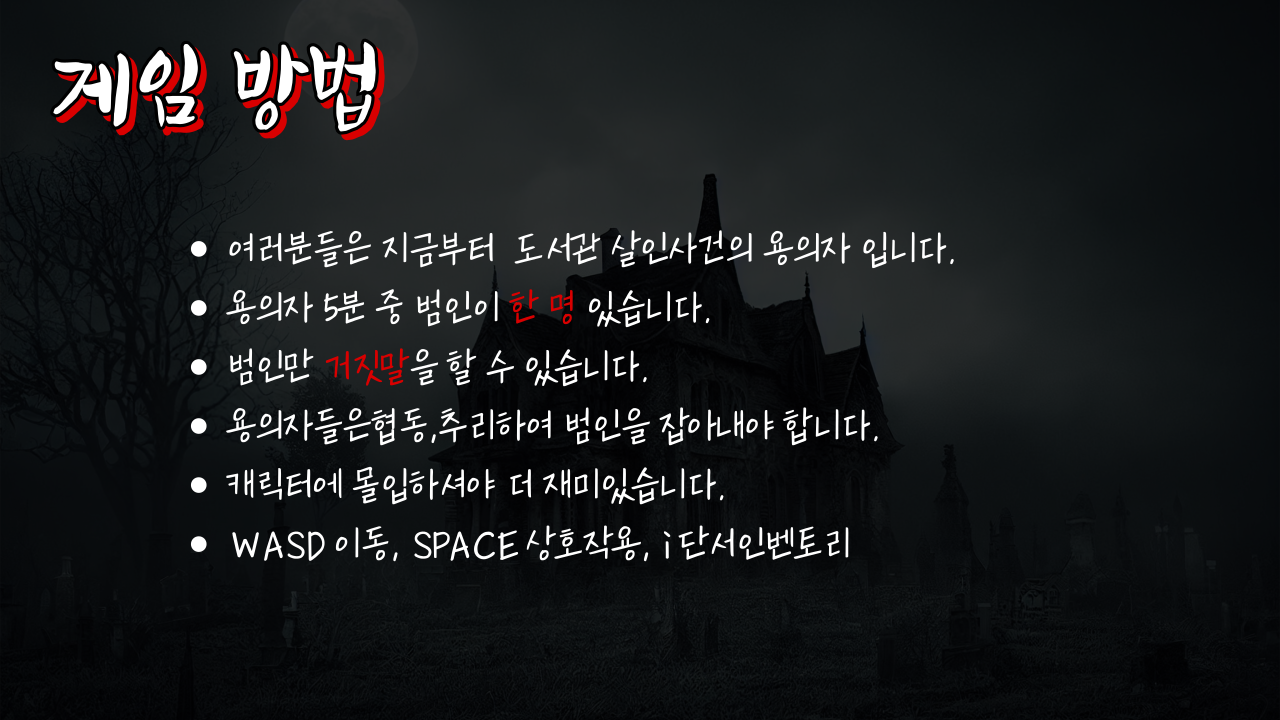 게임 방법
● 여러분들은 지금부터 도서관 살인사건의 용의자 입니다.
● 용의자 5분 중 범인이 한 명 있습니다.
● 범인만 거짓말을 할 수 있습니다.
● 용의자들은협동,추리하여 범인을 잡아내야 합니다.
● 캐릭터에 몰입하셔야 더 재미있습니다.
● WASD 이동, SPACE 상호작용, i 단서인벤토리